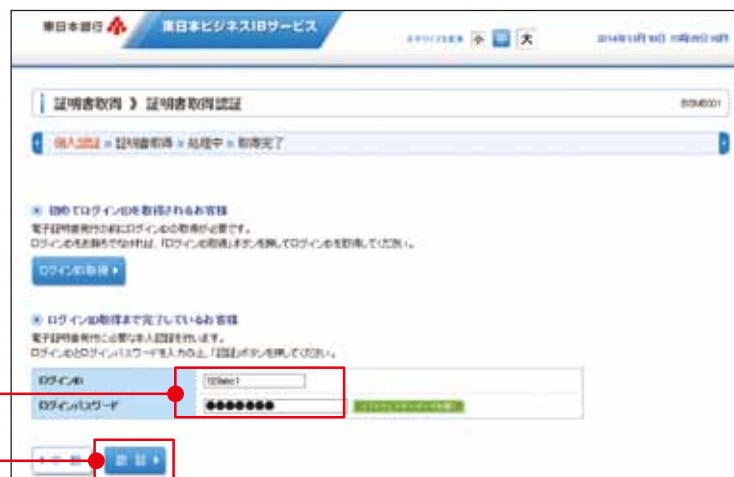 東日本銀行 東日本ビジネスIBサービス
文字サイズを変更 小 中 大
証明書取得 》 証明書取得認証
個人認証 » 証明書取得 » 処理中 » 取得完了
初めてログインIDを取得されるお客様
電子証明書発行の前にログインIDの取得が必要です。
ログインIDをお持ちでなければ、「ログインID取得」ボタンを押してログインIDを取得してください。
ログインID取得
ログインID取得まで完了しているお客様
電子証明書発行に必要な本人認証を行います。
ログインIDとログインパスワードを入力の上、「認証」ボタンを押してください。
ログインID
ログインパスワード ●●●●●●●
中断 認証